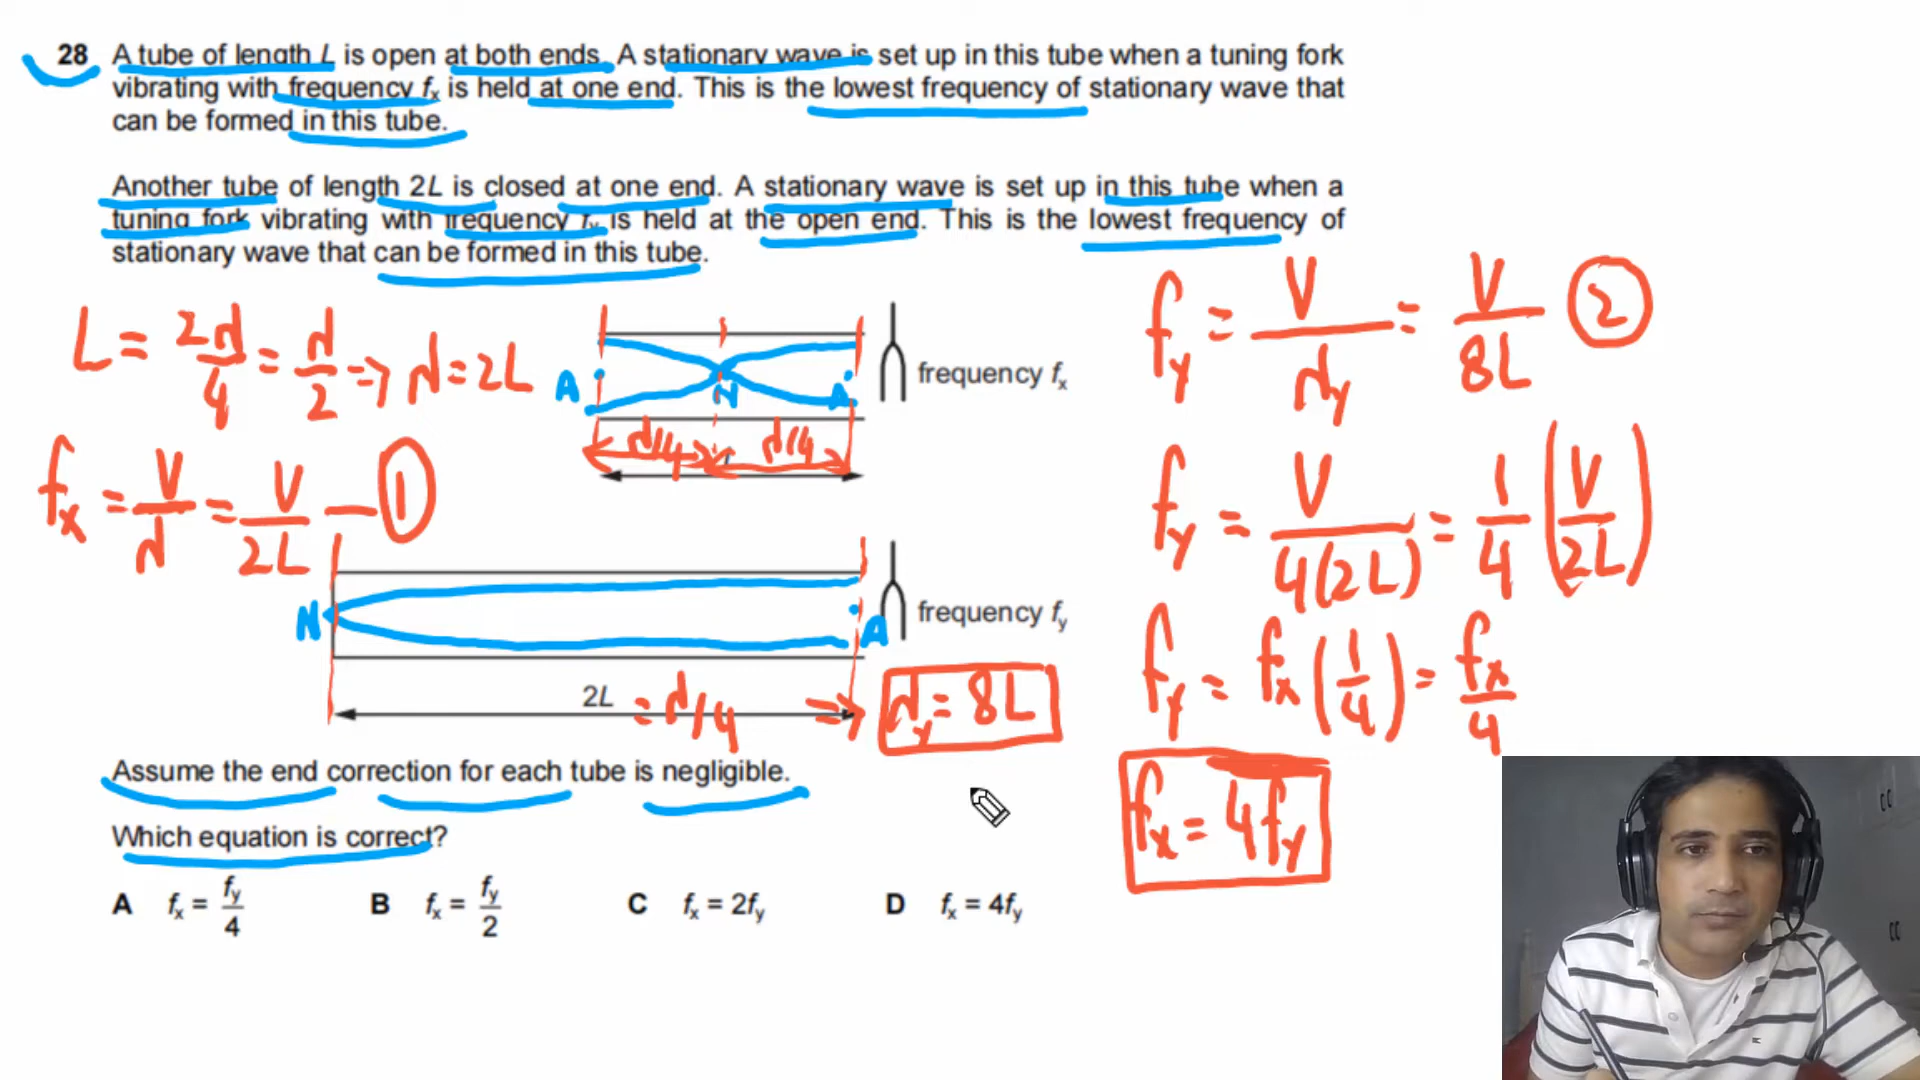 28 A tube of length L is open at both ends. A stationary wave is set up in this tube when a tuning fork
vibrating with frequency fx is held at one end. This is the lowest frequency of stationary wave that
can be formed in this tube.
Another tube of length 2L is closed at one end. A stationary wave is set up in this tube when a
tuning fork vibrating with frequency fy is held at the open end. This is the lowest frequency of
stationary wave that can be formed in this tube.
L = 2λ/4 = λ/2 => λ = 2L
fx = V/λ = V/2L — ①
A N A
frequency fx
λ/4 λ/4
N A
frequency fy
2L = λ/4 => λy = 8L
fy = V/λy = V/8L ②
fy = V/4(2L) = 1/4 (V/2L)
fy = fx (1/4) = fx/4
fx = 4fy
Assume the end correction for each tube is negligible.
Which equation is correct?
A fx = fy/4 B fx = fy/2 C fx = 2fy D fx = 4fy